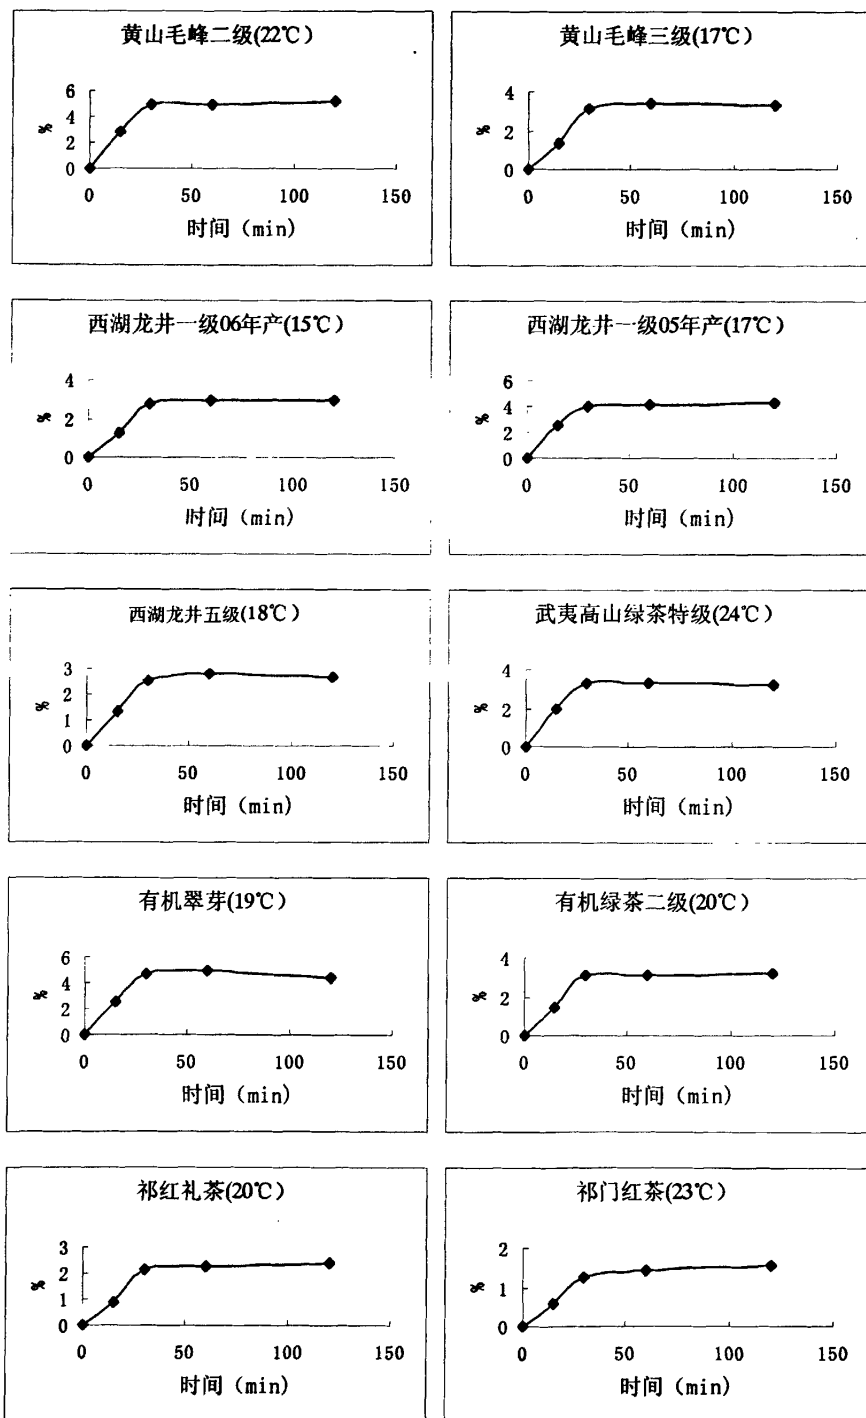 黄山毛峰二级(22℃)
6
4
2
0
%
0 50 100 150
时间（min）
黄山毛峰三级(17℃)
4
2
0
%
0 50 100 150
时间（min）
西湖龙井一级06年产(15℃)
4
2
0
%
0 50 100 150
时间（min）
西湖龙井一级05年产(17℃)
6
4
2
0
%
0 50 100 150
时间（min）
西湖龙井五级(18℃)
3
2
1
0
%
0 50 100 150
时间（min）
武夷高山绿茶特级(24℃)
4
2
0
%
0 50 100 150
时间（min）
有机翠芽(19℃)
6
4
2
0
%
0 50 100 150
时间（min）
有机绿茶二级(20℃)
4
2
0
%
0 50 100 150
时间（min）
祁红礼茶(20℃)
3
2
1
0
%
0 50 100 150
时间（min）
祁门红茶(23℃)
2
1
0
%
0 50 100 150
时间（min）